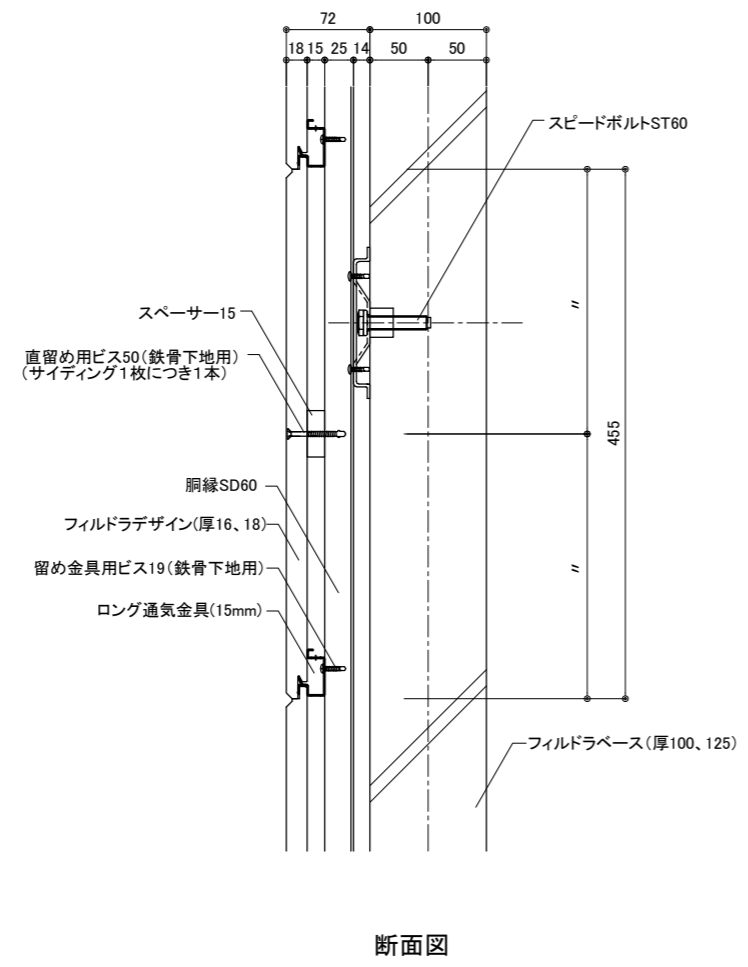 72
100
18 15 25 14 50 50
スピードボルトST60
スペーサー15
直留め用ビス50(鉄骨下地用)
(サイディング1枚につき1本)
〃
455
胴縁SD60
フィルドラデザイン(厚16、18)
留め金具用ビス19(鉄骨下地用)
〃
ロング通気金具(15mm)
フィルドラベース(厚100、125)
断面図